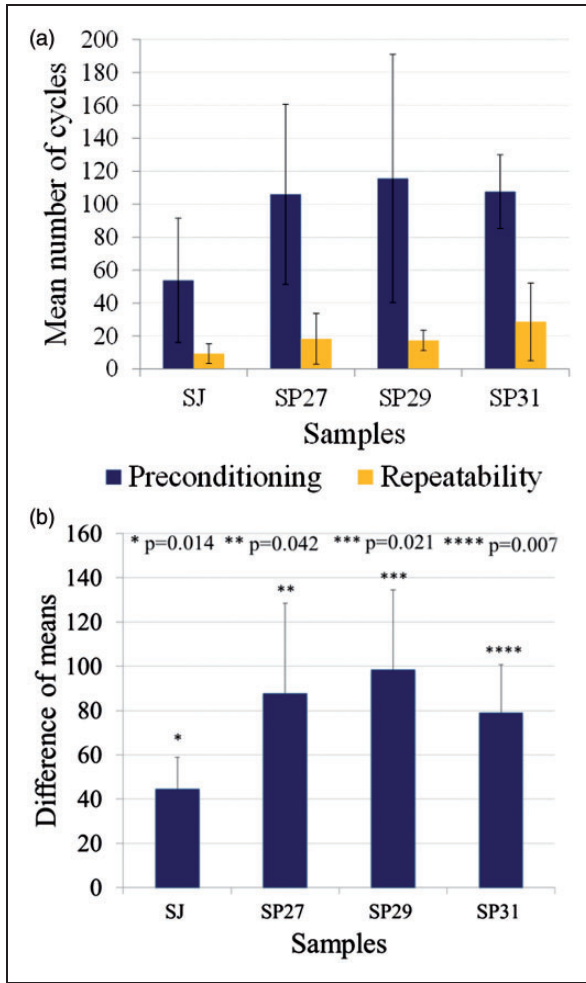 (a)
Mean number of cycles
200
180
160
140
120
100
80
60
40
20
0
SJ SP27 SP29 SP31
Samples
Preconditioning Repeatability
(b)
Difference of means
160
140
120
100
80
60
40
20
0
* p=0.014 ** p=0.042 *** p=0.021 **** p=0.007
*
**
***
****
SJ SP27 SP29 SP31
Samples